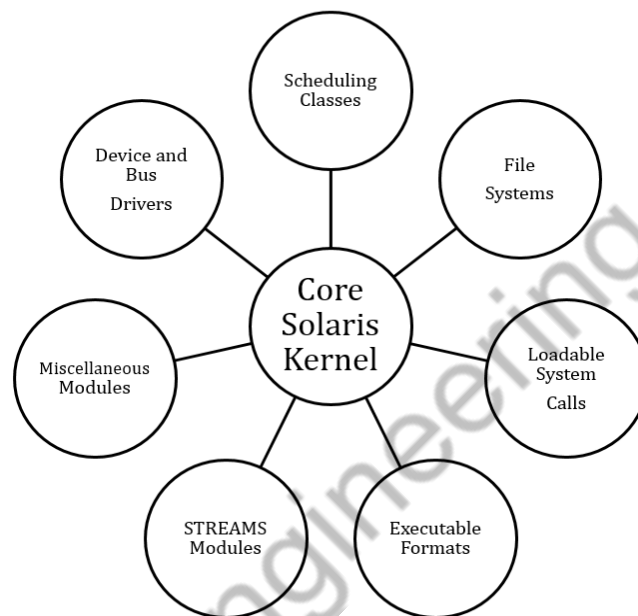 Scheduling
Classes
File
Systems
Loadable
System
Calls
Executable
Formats
STREAMS
Modules
Miscellaneous
Modules
Device and
Bus
Drivers
Core
Solaris
Kernel
ngineering